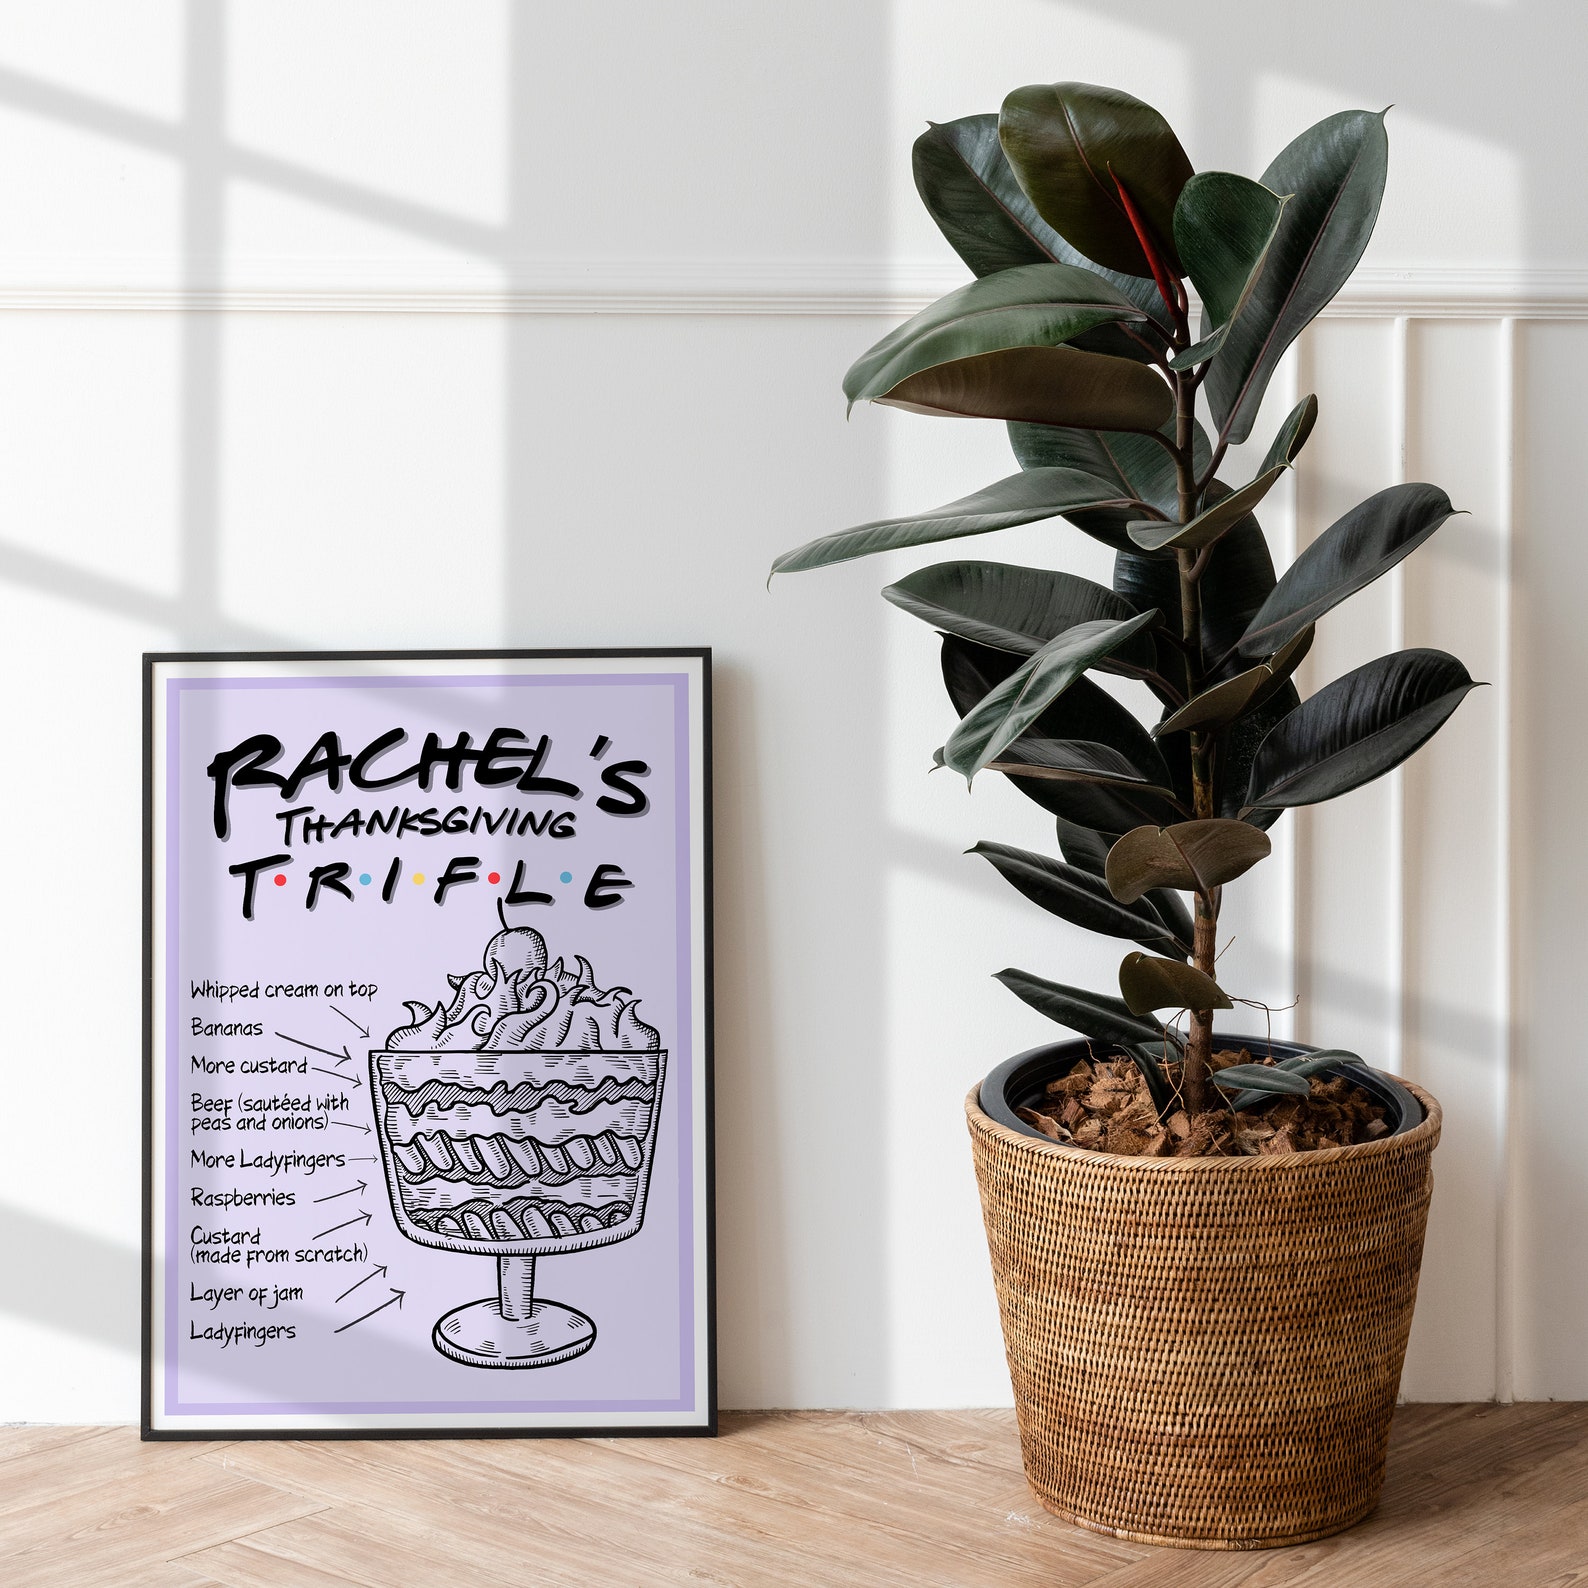 RACHEL'S
THANKSGIVING
T•R•I•F•L•E
Whipped cream on top
Bananas
More custard
Beef (sautéed with
peas and onions)
More Ladyfingers
Raspberries
Custard
(made from scratch)
Layer of jam
Ladyfingers